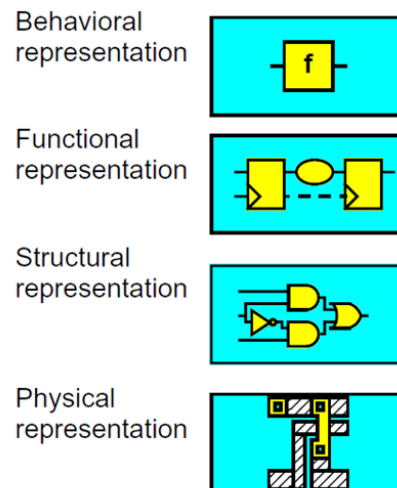 Behavioral
representation
f
Functional
representation
Structural
representation
Physical
representation